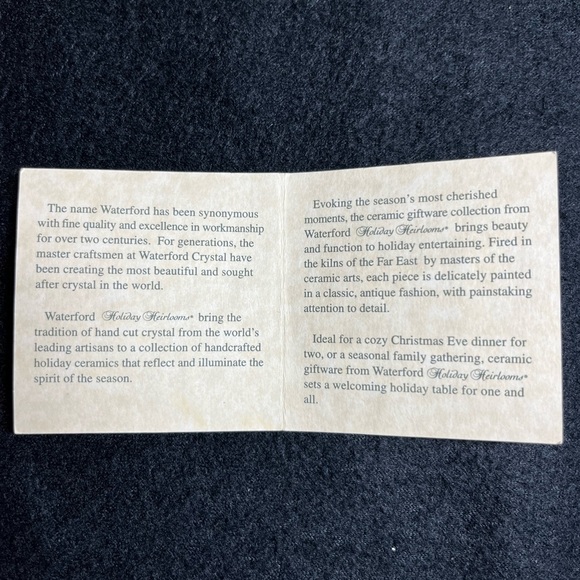 The name Waterford has been synonymous
with fine quality and excellence in workmanship
for over two centuries. For generations, the
master craftsmen at Waterford Crystal have
been creating the most beautiful and sought
after crystal in the world.
Waterford Holiday Heirlooms® bring the
tradition of hand cut crystal from the world's
leading artisans to a collection of handcrafted
holiday ceramics that reflect and illuminate the
spirit of the season.
Evoking the season's most cherished
moments, the ceramic giftware collection from
Waterford Holiday Heirlooms® brings beauty
and function to holiday entertaining. Fired in
the kilns of the Far East by masters of the
ceramic arts, each piece is delicately painted
in a classic, antique fashion, with painstaking
attention to detail.
Ideal for a cozy Christmas Eve dinner for
two, or a seasonal family gathering, ceramic
giftware from Waterford Holiday Heirlooms®
sets a welcoming holiday table for one and
all.